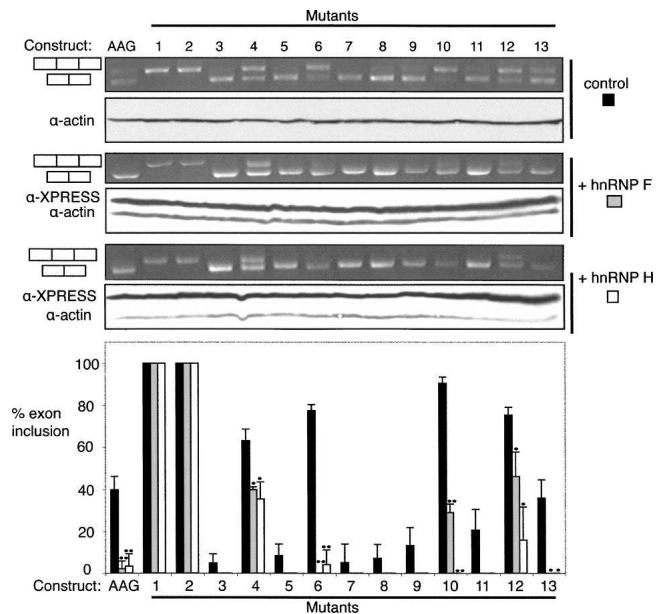 Mutants
Construct: AAG 1 2 3 4 5 6 7 8 9 10 11 12 13
control
α-actin
+ hnRNP F
α-XPRESS
α-actin
+ hnRNP H
α-XPRESS
α-actin
% exon
inclusion
100
80
60
40
20
0
Construct: AAG 1 2 3 4 5 6 7 8 9 10 11 12 13
Mutants